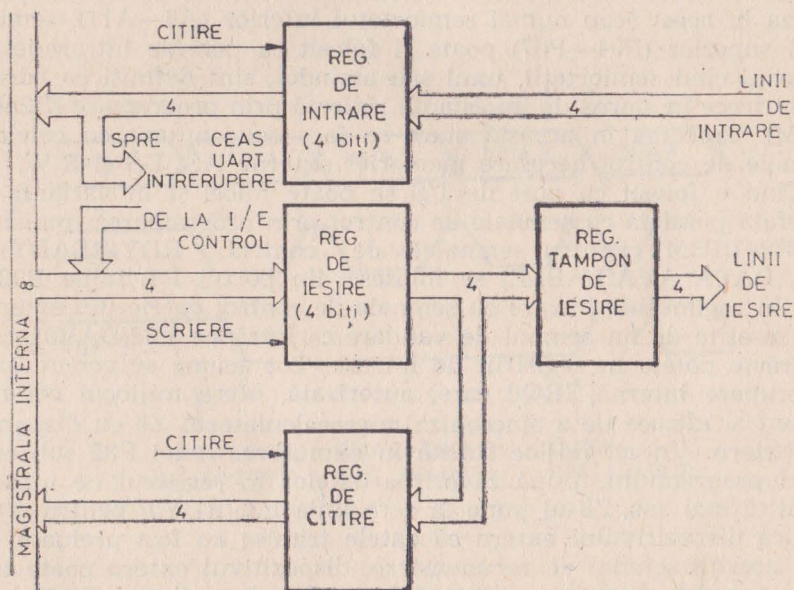 CITIRE
REG
DE
INTRARE
(4 biti)
4
4
LINII
DE
INTRARE
SPRE
CEAS
UART
INTRERUPERE
DE LA I/E
CONTROL
4
SCRIERE
REG
DE
IESIRE
(4 biti)
4
4
REG.
TAMPON
DE
IESIRE
4
LINII
DE
IESIRE
MAGISTRALA INTERNA 8
CITIRE
4
REG
DE
CITIRE
4